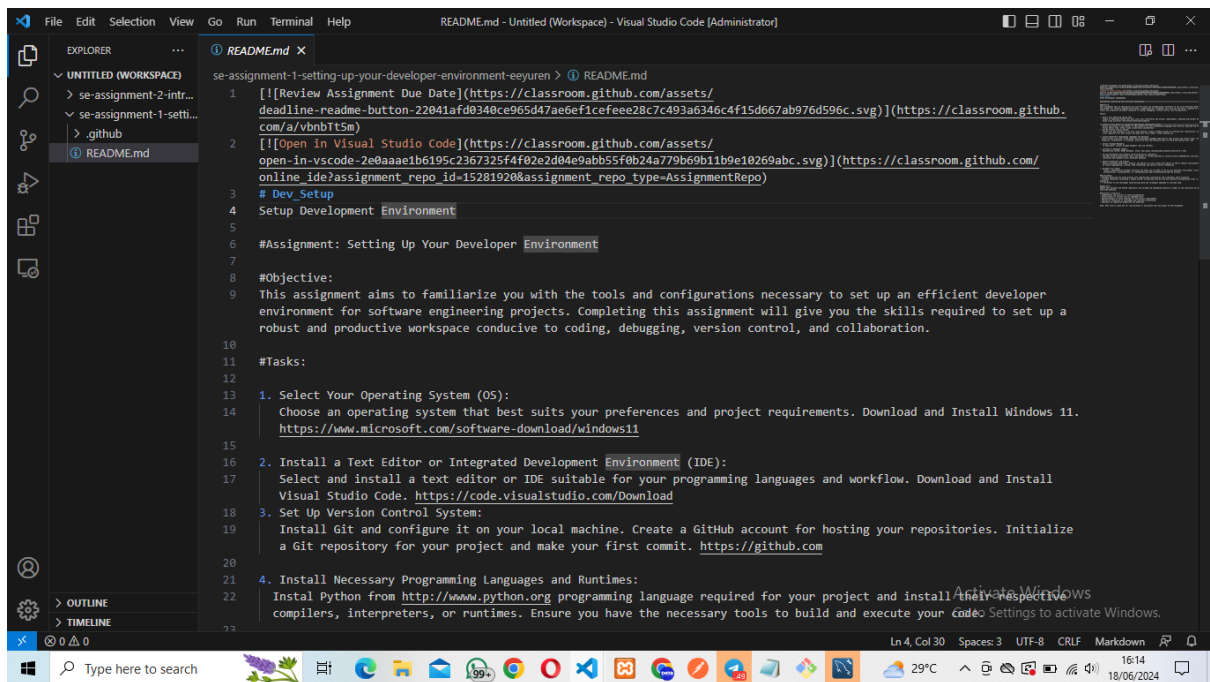 File Edit Selection View Go Run Terminal Help README.md - Untitled (Workspace) - Visual Studio Code [Administrator]
EXPLORER ...
README.md
UNTITLED (WORKSPACE)
se-assignment-2-intr...
se-assignment-1-setti...
.github
README.md
se-assignment-1-setting-up-your-developer-environment-eeyuren > README.md
1 [![Review Assignment Due Date](https://classroom.github.com/assets/
deadline-readme-button-22041afd0340ce965d47ae6ef1cefeee28c7c493a6346c4f15d667ab976d596c.svg)](https://classroom.github.
com/a/vbnbTt5m)
2 [![Open in Visual Studio Code](https://classroom.github.com/assets/
open-in-vscode-2e0aaae1b6195c2367325f4f02e2d04e9abb55f0b24a779b69b11b9e10269abc.svg)](https://classroom.github.com/
online_ide?assignment_repo_id=15281920&assignment_repo_type=AssignmentRepo)
3 # Dev_Setup
4 Setup Development Environment
5
6 #Assignment: Setting Up Your Developer Environment
7
8 #Objective:
9 This assignment aims to familiarize you with the tools and configurations necessary to set up an efficient developer
environment for software engineering projects. Completing this assignment will give you the skills required to set up a
robust and productive workspace conducive to coding, debugging, version control, and collaboration.
10
11 #Tasks:
12
13 1. Select Your Operating System (OS):
14 Choose an operating system that best suits your preferences and project requirements. Download and Install Windows 11.
https://www.microsoft.com/software-download/windows11
15
16 2. Install a Text Editor or Integrated Development Environment (IDE):
17 Select and install a text editor or IDE suitable for your programming languages and workflow. Download and Install
Visual Studio Code. https://code.visualstudio.com/Download
18 3. Set Up Version Control System:
19 Install Git and configure it on your local machine. Create a GitHub account for hosting your repositories. Initialize
a Git repository for your project and make your first commit. https://github.com
20
21 4. Install Necessary Programming Languages and Runtimes:
22 Instal Python from http://wwww.python.org programming language required for your project and install their respective
compilers, interpreters, or runtimes. Ensure you have the necessary tools to build and execute your code.
23
Activate Windows
Go to Settings to activate Windows.
OUTLINE
TIMELINE
0 0 Ln 4, Col 30 Spaces: 3 UTF-8 CRLF Markdown
Type here to search 99+ .49 29°C 16:14
18/06/2024